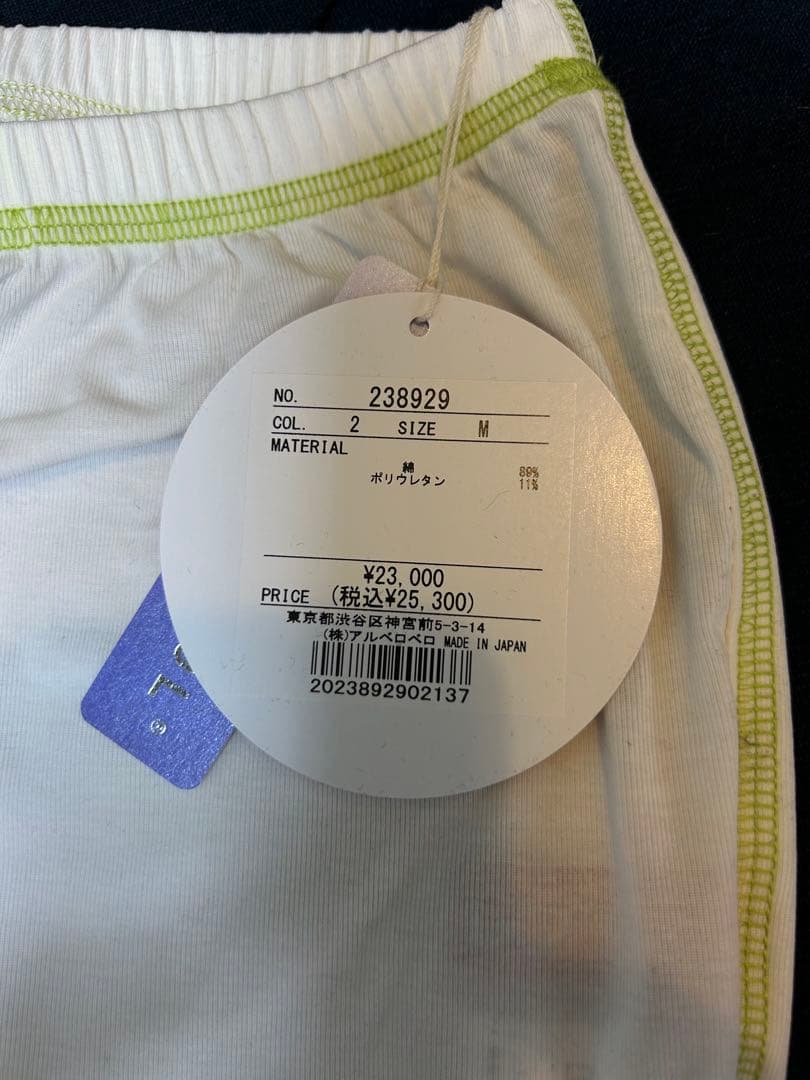 NO. 238929
COL. 2 SIZE M
MATERIAL
綿 89%
ポリウレタン 11%
¥23,000
PRICE (税込¥25,300)
東京都渋谷区神宮前5-3-14
(株)アルベロベロ MADE IN JAPAN
2023892902137